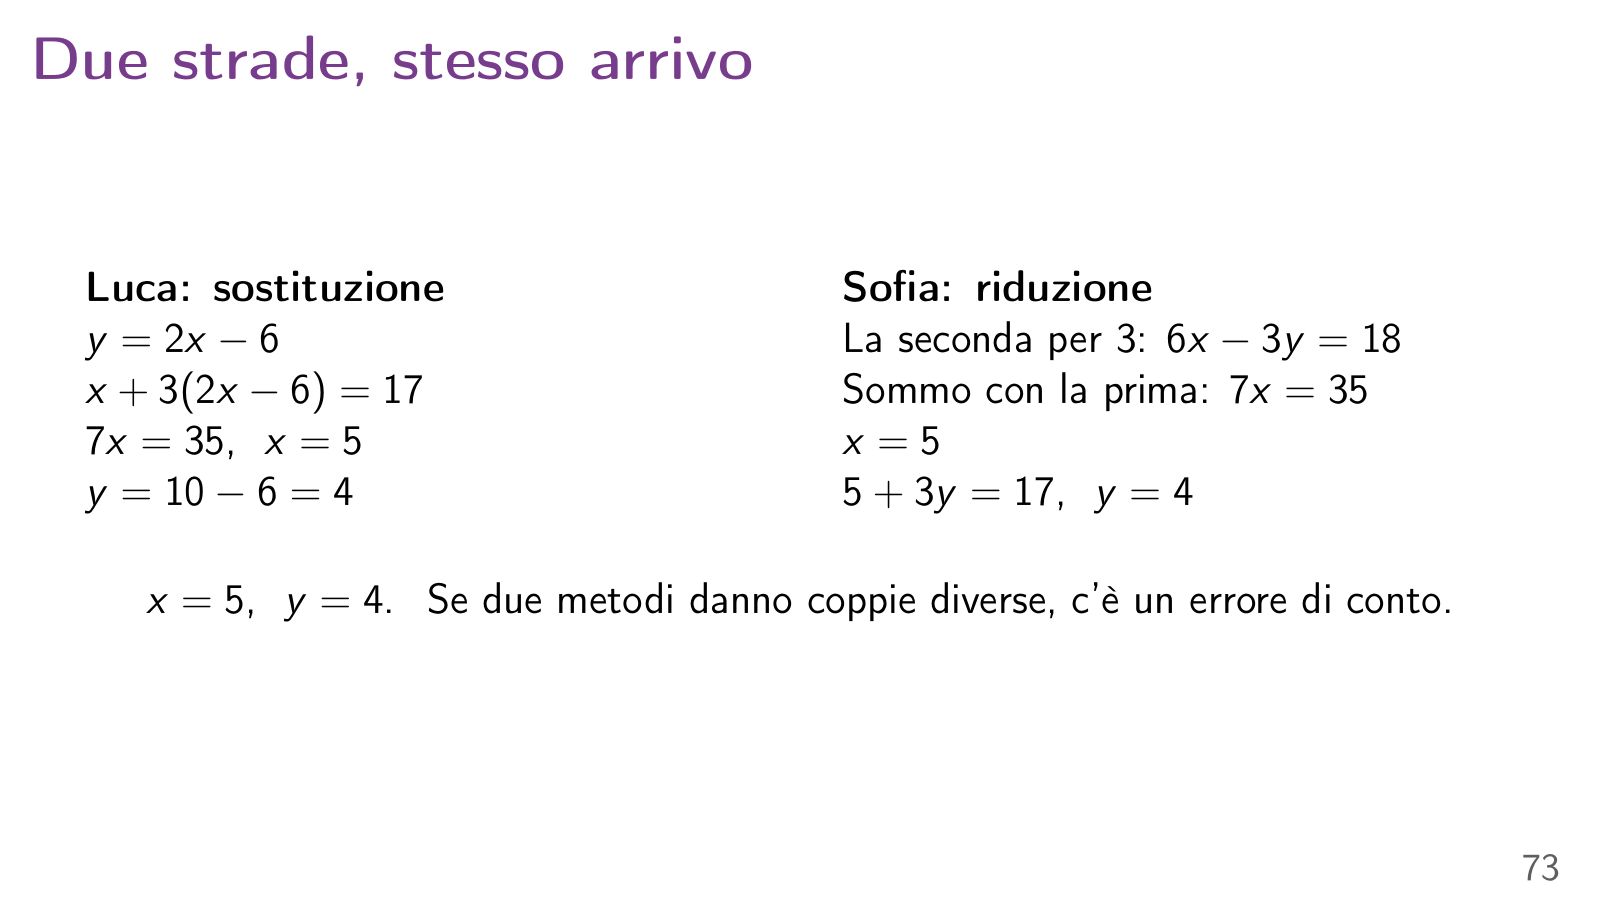 Due strade, stesso arrivo
Luca: sostituzione
y = 2x − 6
x + 3(2x − 6) = 17
7x = 35, x = 5
y = 10 − 6 = 4
Sofia: riduzione
La seconda per 3: 6x − 3y = 18
Sommo con la prima: 7x = 35
x = 5
5 + 3y = 17, y = 4
x = 5, y = 4. Se due metodi danno coppie diverse, c'è un errore di conto.
73